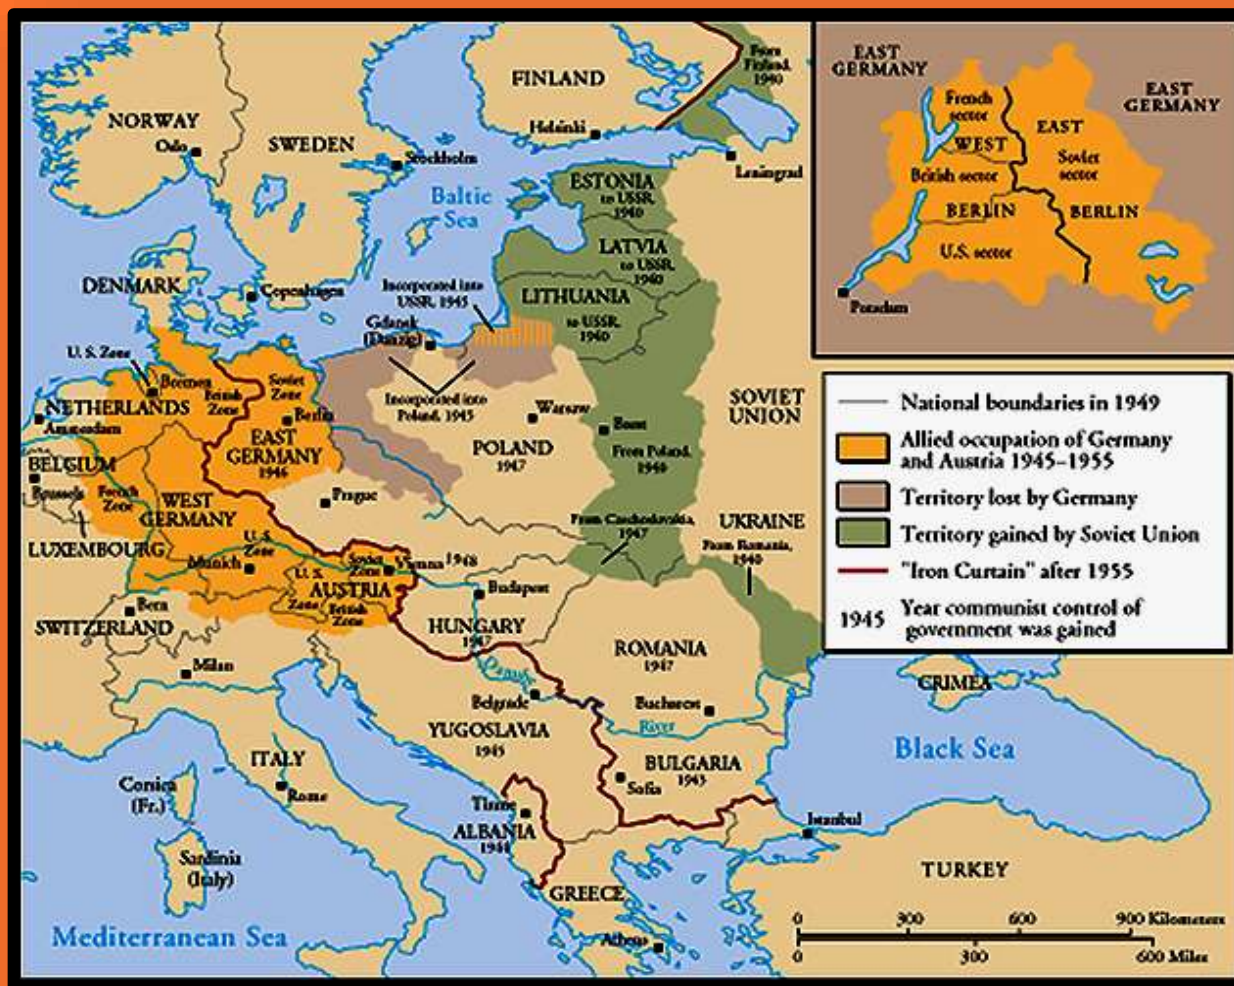 FINLAND
From
Finland,
1940
NORWAY
Oslo
SWEDEN
Helsinki
Stockholm
Leningrad
Baltic
Sea
ESTONIA
to USSR,
1940
LATVIA
to USSR,
1940
LITHUANIA
to USSR,
1940
DENMARK
Copenhagen
Incorporated into
USSR, 1945
Gdansk
(Danzig)
U. S. Zone
Bremen
British
Zone
Soviet
Zone
Incorporated into
Poland, 1945
NETHERLANDS
Amsterdam
Berlin
EAST
GERMANY
1946
Warsaw
POLAND
1947
Brest
From Poland,
1940
SOVIET
UNION
BELGIUM
Brussels
French
Zone
WEST
GERMANY
Prague
1948
From Czechoslovakia,
1947
UKRAINE
From Romania,
1940
LUXEMBOURG
U. S.
Zone
Munich
Soviet
Zone
Vienna
U. S.
Zone
AUSTRIA
British
Zone
Budapest
Bern
SWITZERLAND
HUNGARY
1947
ROMANIA
1947
Milan
Danube
Belgrade
Bucharest
River
CRIMEA
YUGOSLAVIA
1945
BULGARIA
Sofia
Black Sea
ITALY
Rome
Corsica
(Fr.)
ALBANIA
Istanbul
Sardinia
(Italy)
GREECE
TURKEY
Athens
Mediterranean Sea
0 300 600 900 Kilometers
0 300 600 Miles
EAST
GERMANY
EAST
GERMANY
French
sector
WEST
EAST
Soviet
sector
British sector
BERLIN
BERLIN
U.S. sector
Potsdam
National boundaries in 1949
Allied occupation of Germany
and Austria 1945–1955
Territory lost by Germany
Territory gained by Soviet Union
"Iron Curtain" after 1955
1945 Year communist control of
government was gained